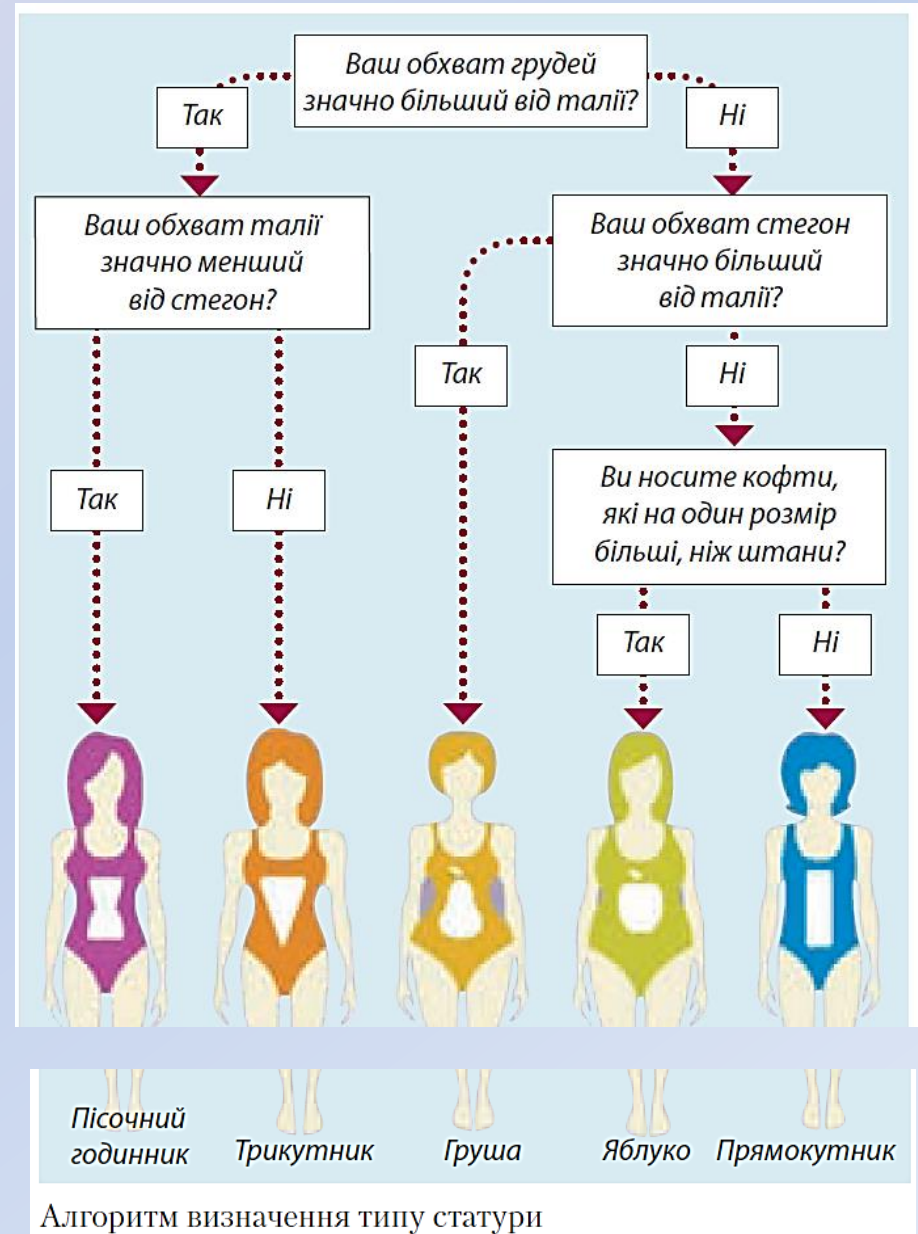 Ваш обхват грудей
значно більший від талії?
Так
Ні
Ваш обхват талії
значно менший
від стегон?
Ваш обхват стегон
значно більший
від талії?
Так
Ні
Так
Ні
Ви носите кофти,
які на один розмір
більші, ніж штани?
Так
Ні
Пісочний
годинник
Трикутник
Груша
Яблуко
Прямокутник
Алгоритм визначення типу статури